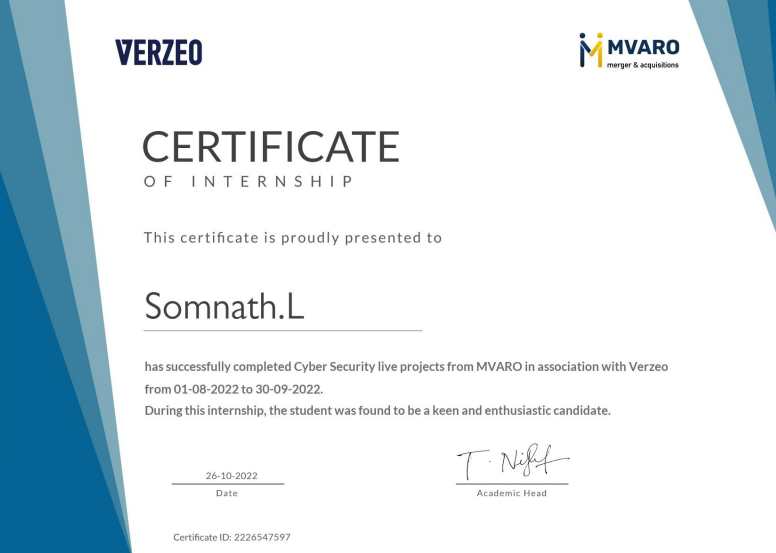 VERZEO
MVARO
merger & acquisitions
CERTIFICATE
OF INTERNSHIP
This certificate is proudly presented to
Somnath.L
has successfully completed Cyber Security live projects from MVARO in association with Verzeo
from 01-08-2022 to 30-09-2022.
During this internship, the student was found to be a keen and enthusiastic candidate.
26-10-2022
Date
T.
Academic Head
Certificate ID: 2226547597